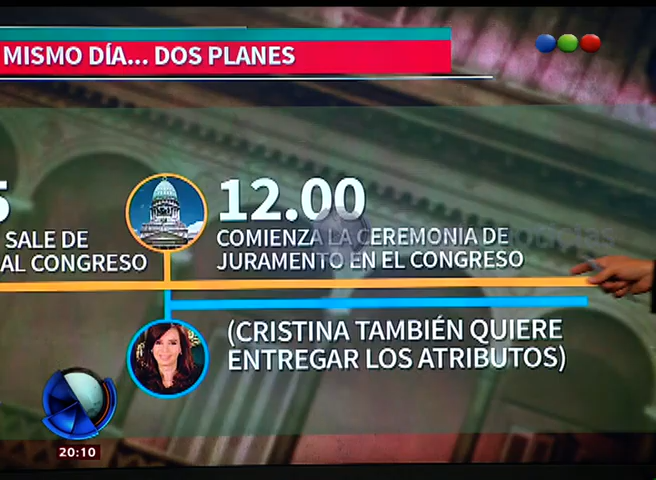 MISMO DÍA... DOS PLANES
12.00
SALE DE
AL CONGRESO
COMIENZA LA CEREMONIA DE
JURAMENTO EN EL CONGRESO
(CRISTINA TAMBIÉN QUIERE
ENTREGAR LOS ATRIBUTOS)
20:10